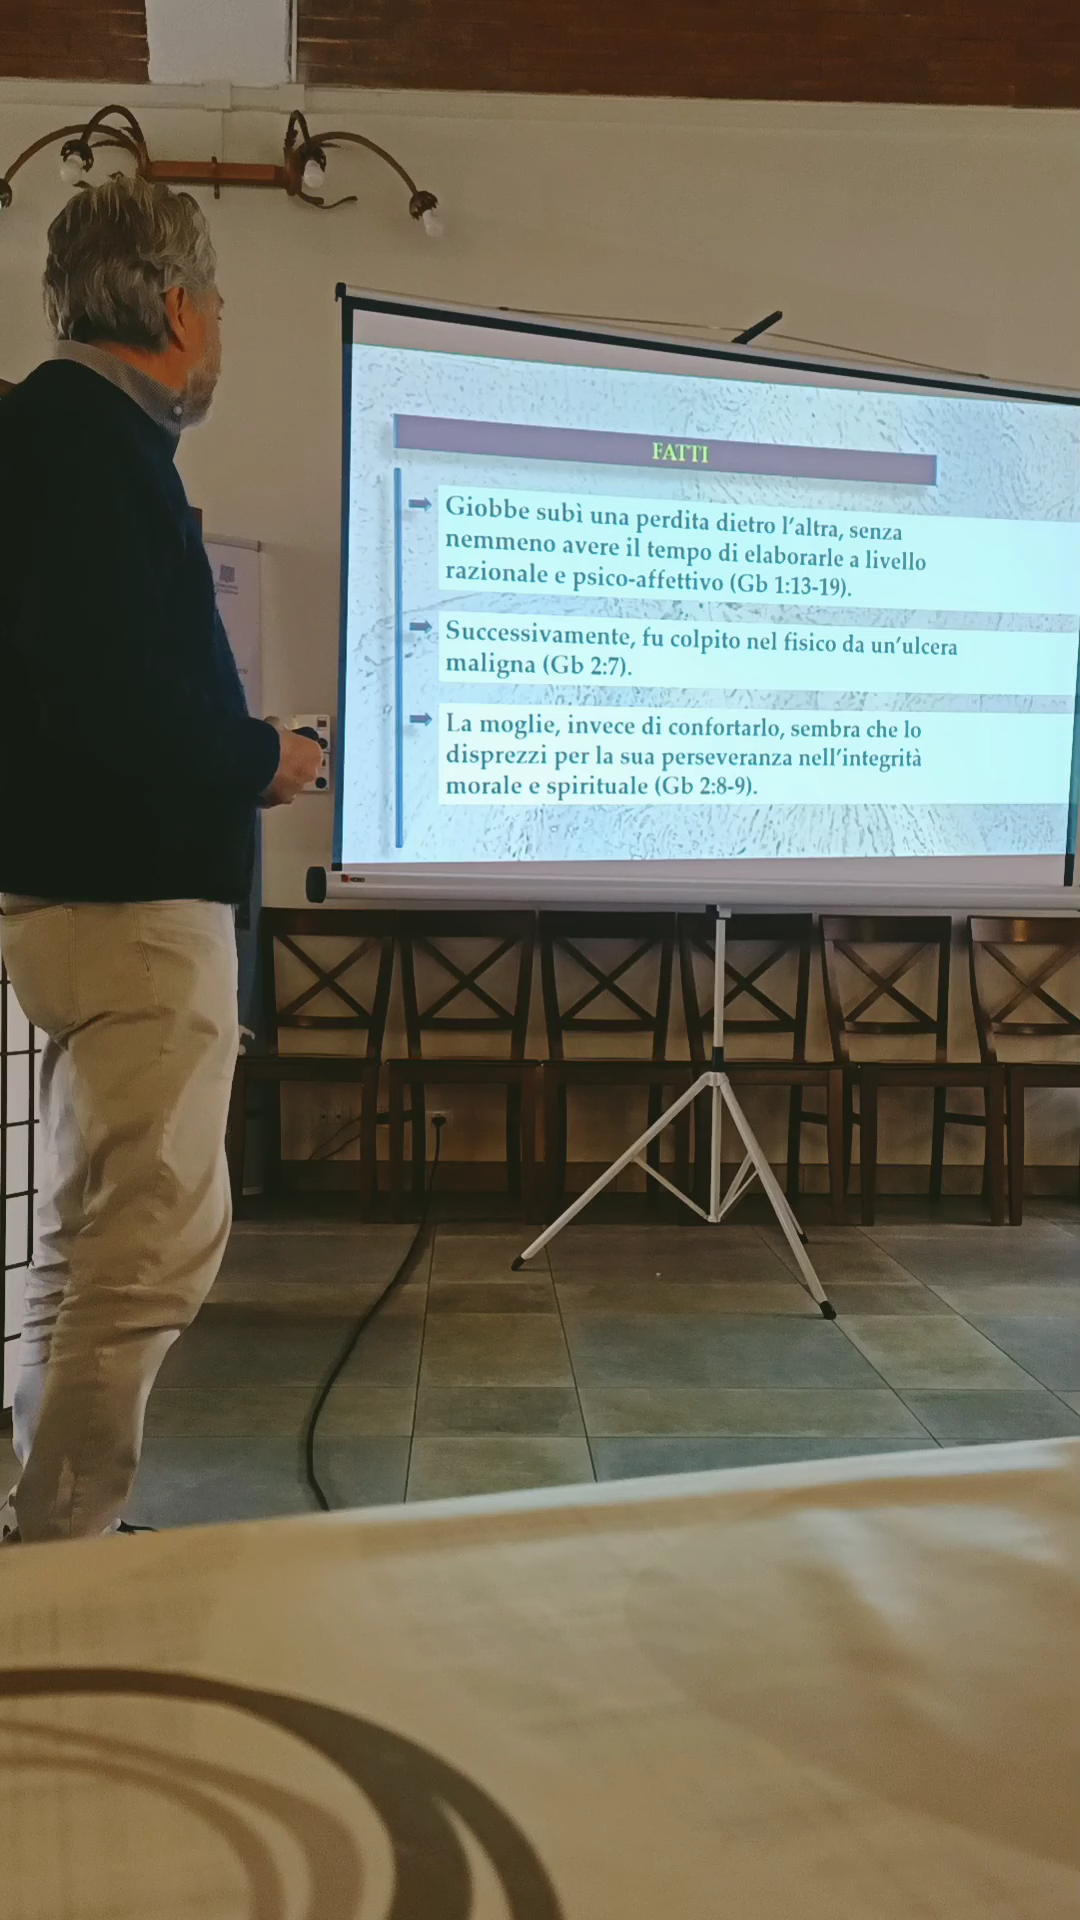 FATTI
Giobbe subì una perdita dietro l'altra, senza
nemmeno avere il tempo di elaborarle a livello
razionale e psico-affettivo (Gb 1:13-19).
Successivamente, fu colpito nel fisico da un'ulcera
maligna (Gb 2:7).
La moglie, invece di confortarlo, sembra che lo
disprezzi per la sua perseveranza nell'integrità
morale e spirituale (Gb 2:8-9).